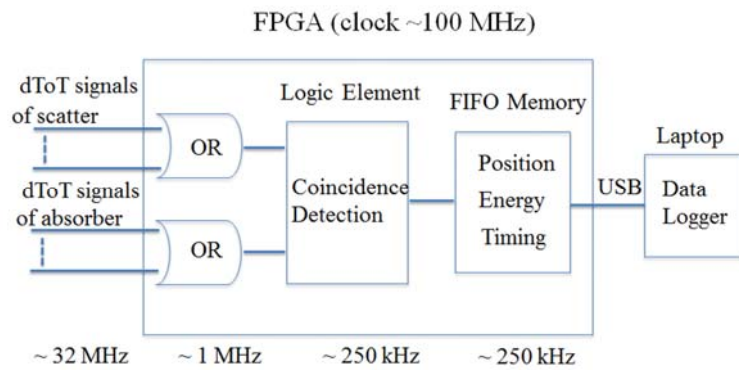 FPGA (clock ~100 MHz)
dToT signals
of scatter
OR
dToT signals
of absorber
OR
Logic Element
Coincidence
Detection
FIFO Memory
Position
Energy
Timing
USB
Laptop
Data
Logger
~ 32 MHz
~ 1 MHz
~ 250 kHz
~ 250 kHz